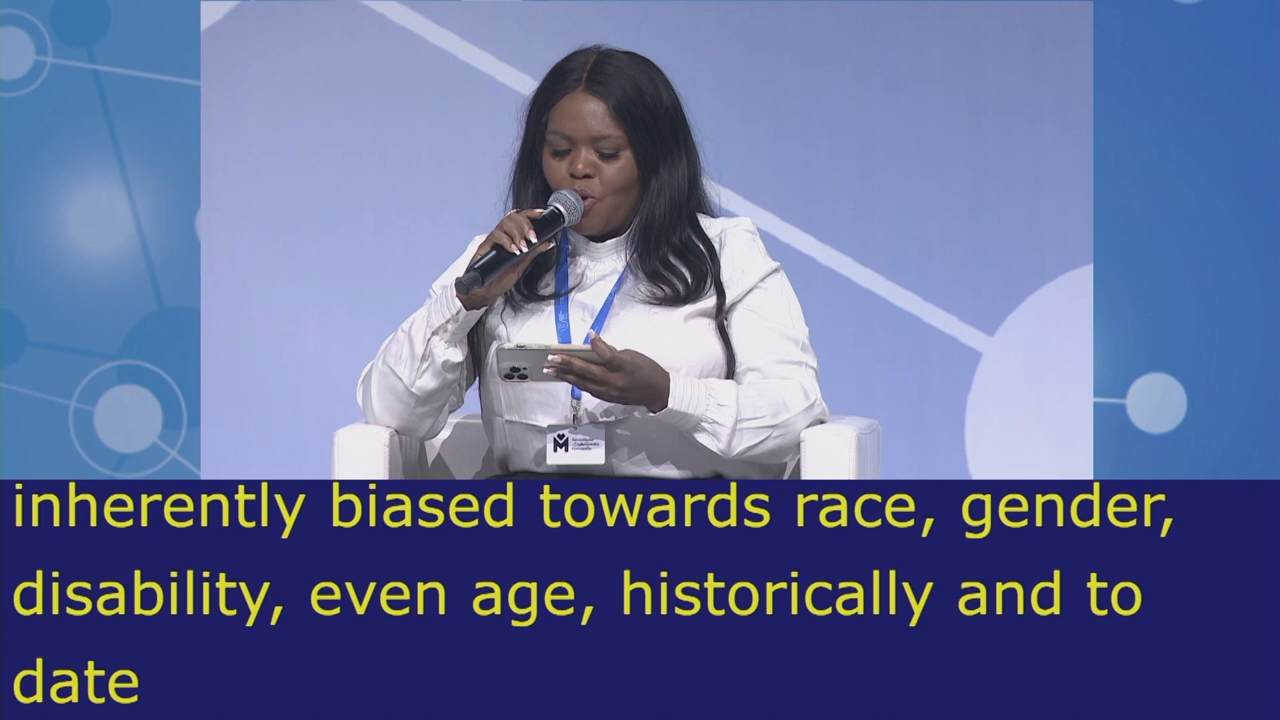 inherently biased towards race, gender,
disability, even age, historically and to
date